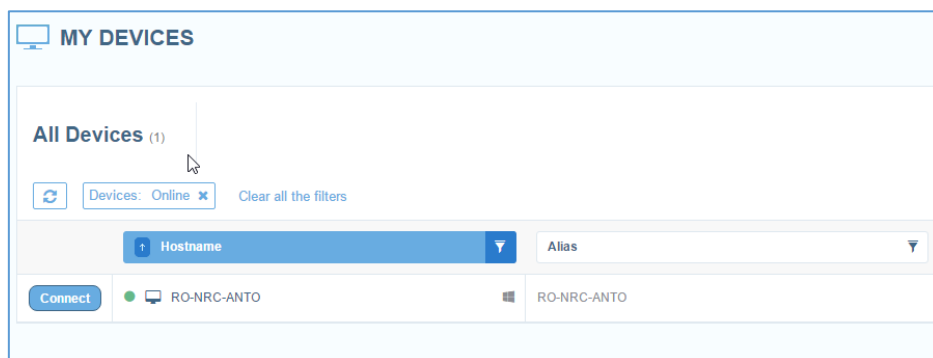 MY DEVICES
All Devices (1)
Devices: Online ✖ Clear all the filters
↑ Hostname Alias
Connect RO-NRC-ANTO RO-NRC-ANTO